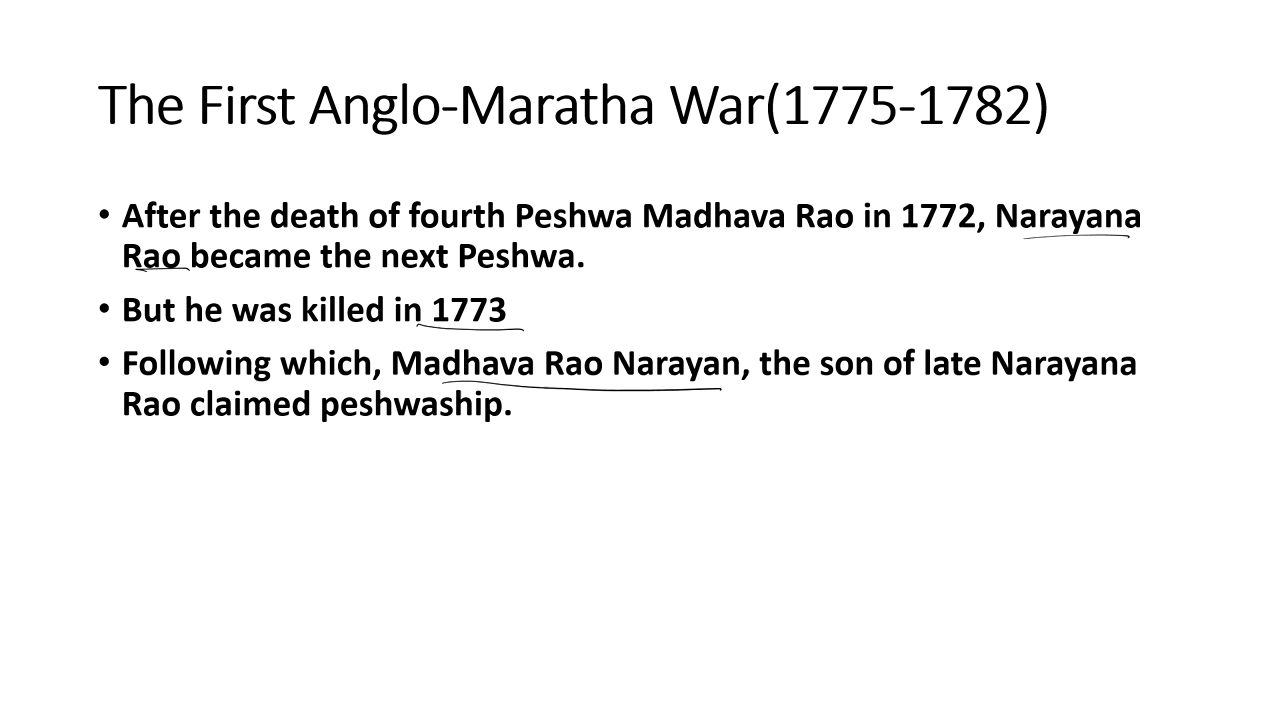 The First Anglo-Maratha War(1775-1782)
• After the death of fourth Peshwa Madhava Rao in 1772, Narayana
Rao became the next Peshwa.
• But he was killed in 1773
• Following which, Madhava Rao Narayan, the son of late Narayana
Rao claimed peshwaship.